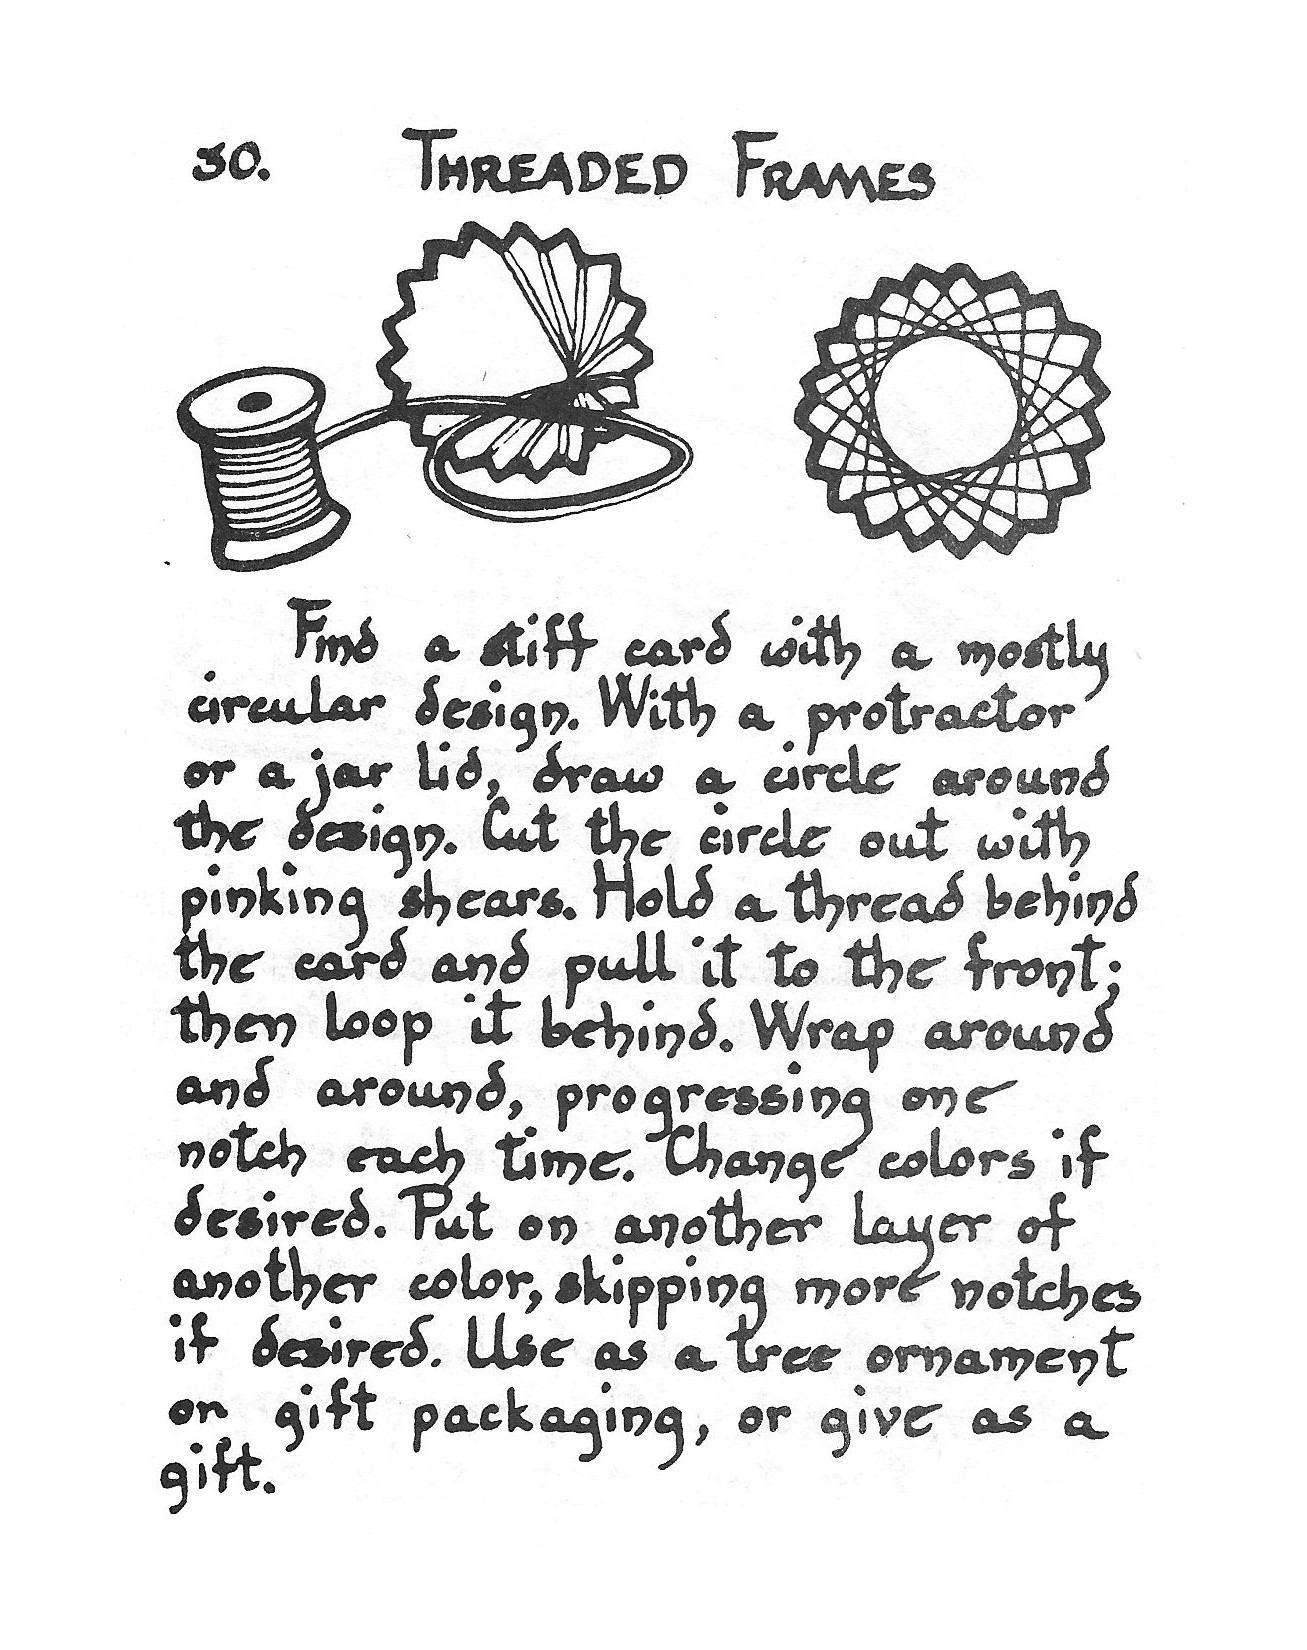 30. THREADED FRAMES
Find a stiff card with a mostly
circular design. With a protractor
or a jar lid, draw a circle around
the design. Cut the circle out with
pinking shears. Hold a thread behind
the card and pull it to the front;
then loop it behind. Wrap around
and around, progressing one
notch each time. Change colors if
desired. Put on another layer of
another color, skipping more notches
if desired. Use as a tree ornament
on gift packaging, or give as a
gift.